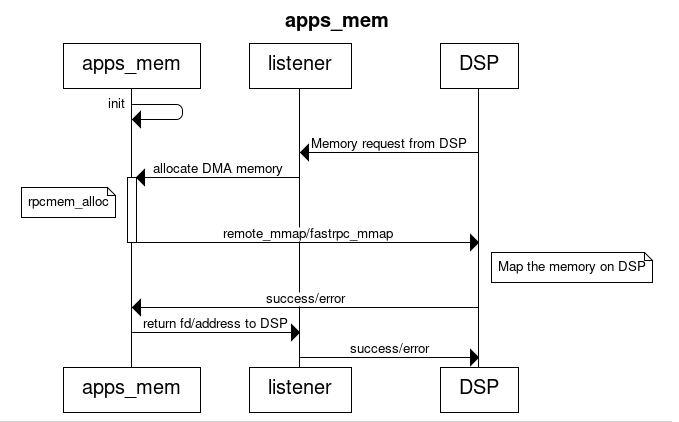 apps_mem
apps_mem
listener
DSP
init
Memory request from DSP
allocate DMA memory
rpcmem_alloc
remote_mmap/fastrpc_mmap
Map the memory on DSP
success/error
return fd/address to DSP
success/error
apps_mem
listener
DSP